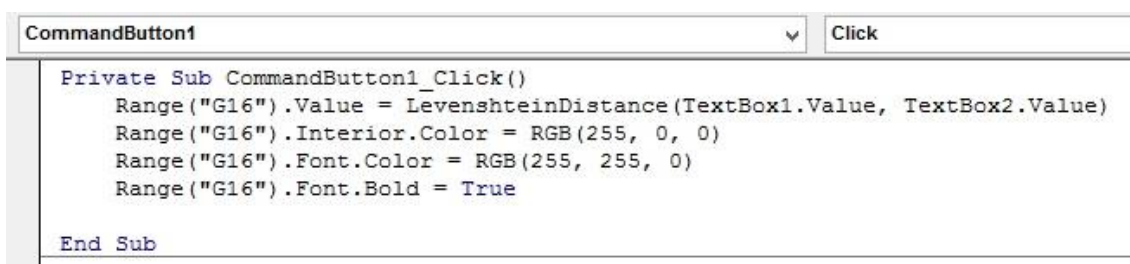 CommandButton1 Click
Private Sub CommandButton1_Click()
Range("G16").Value = LevenshteinDistance(TextBox1.Value, TextBox2.Value)
Range("G16").Interior.Color = RGB(255, 0, 0)
Range("G16").Font.Color = RGB(255, 255, 0)
Range("G16").Font.Bold = True
End Sub